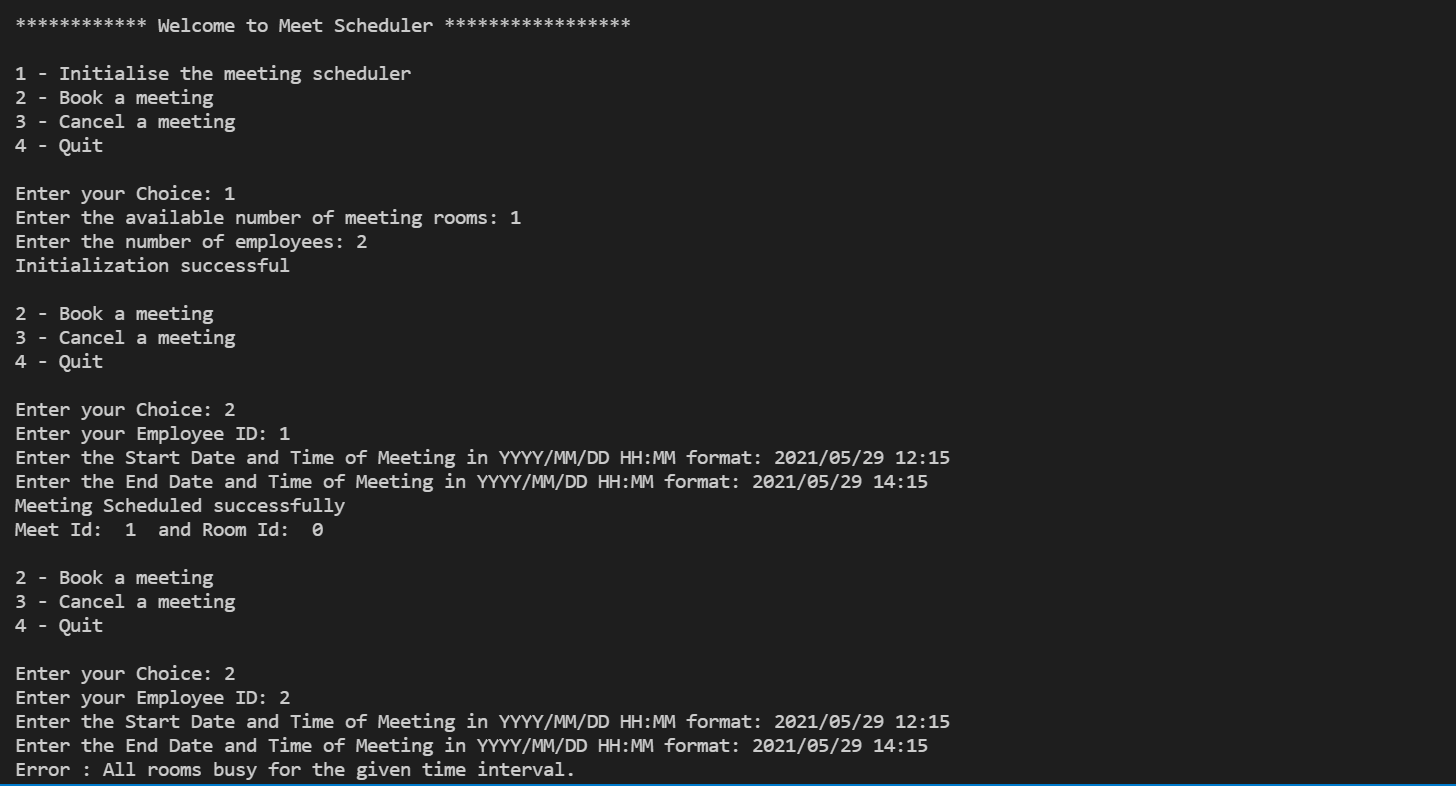 ************ Welcome to Meet Scheduler *****************
1 - Initialise the meeting scheduler
2 - Book a meeting
3 - Cancel a meeting
4 - Quit
Enter your Choice: 1
Enter the available number of meeting rooms: 1
Enter the number of employees: 2
Initialization successful
2 - Book a meeting
3 - Cancel a meeting
4 - Quit
Enter your Choice: 2
Enter your Employee ID: 1
Enter the Start Date and Time of Meeting in YYYY/MM/DD HH:MM format: 2021/05/29 12:15
Enter the End Date and Time of Meeting in YYYY/MM/DD HH:MM format: 2021/05/29 14:15
Meeting Scheduled successfully
Meet Id:  1  and Room Id:  0
2 - Book a meeting
3 - Cancel a meeting
4 - Quit
Enter your Choice: 2
Enter your Employee ID: 2
Enter the Start Date and Time of Meeting in YYYY/MM/DD HH:MM format: 2021/05/29 12:15
Enter the End Date and Time of Meeting in YYYY/MM/DD HH:MM format: 2021/05/29 14:15
Error : All rooms busy for the given time interval.